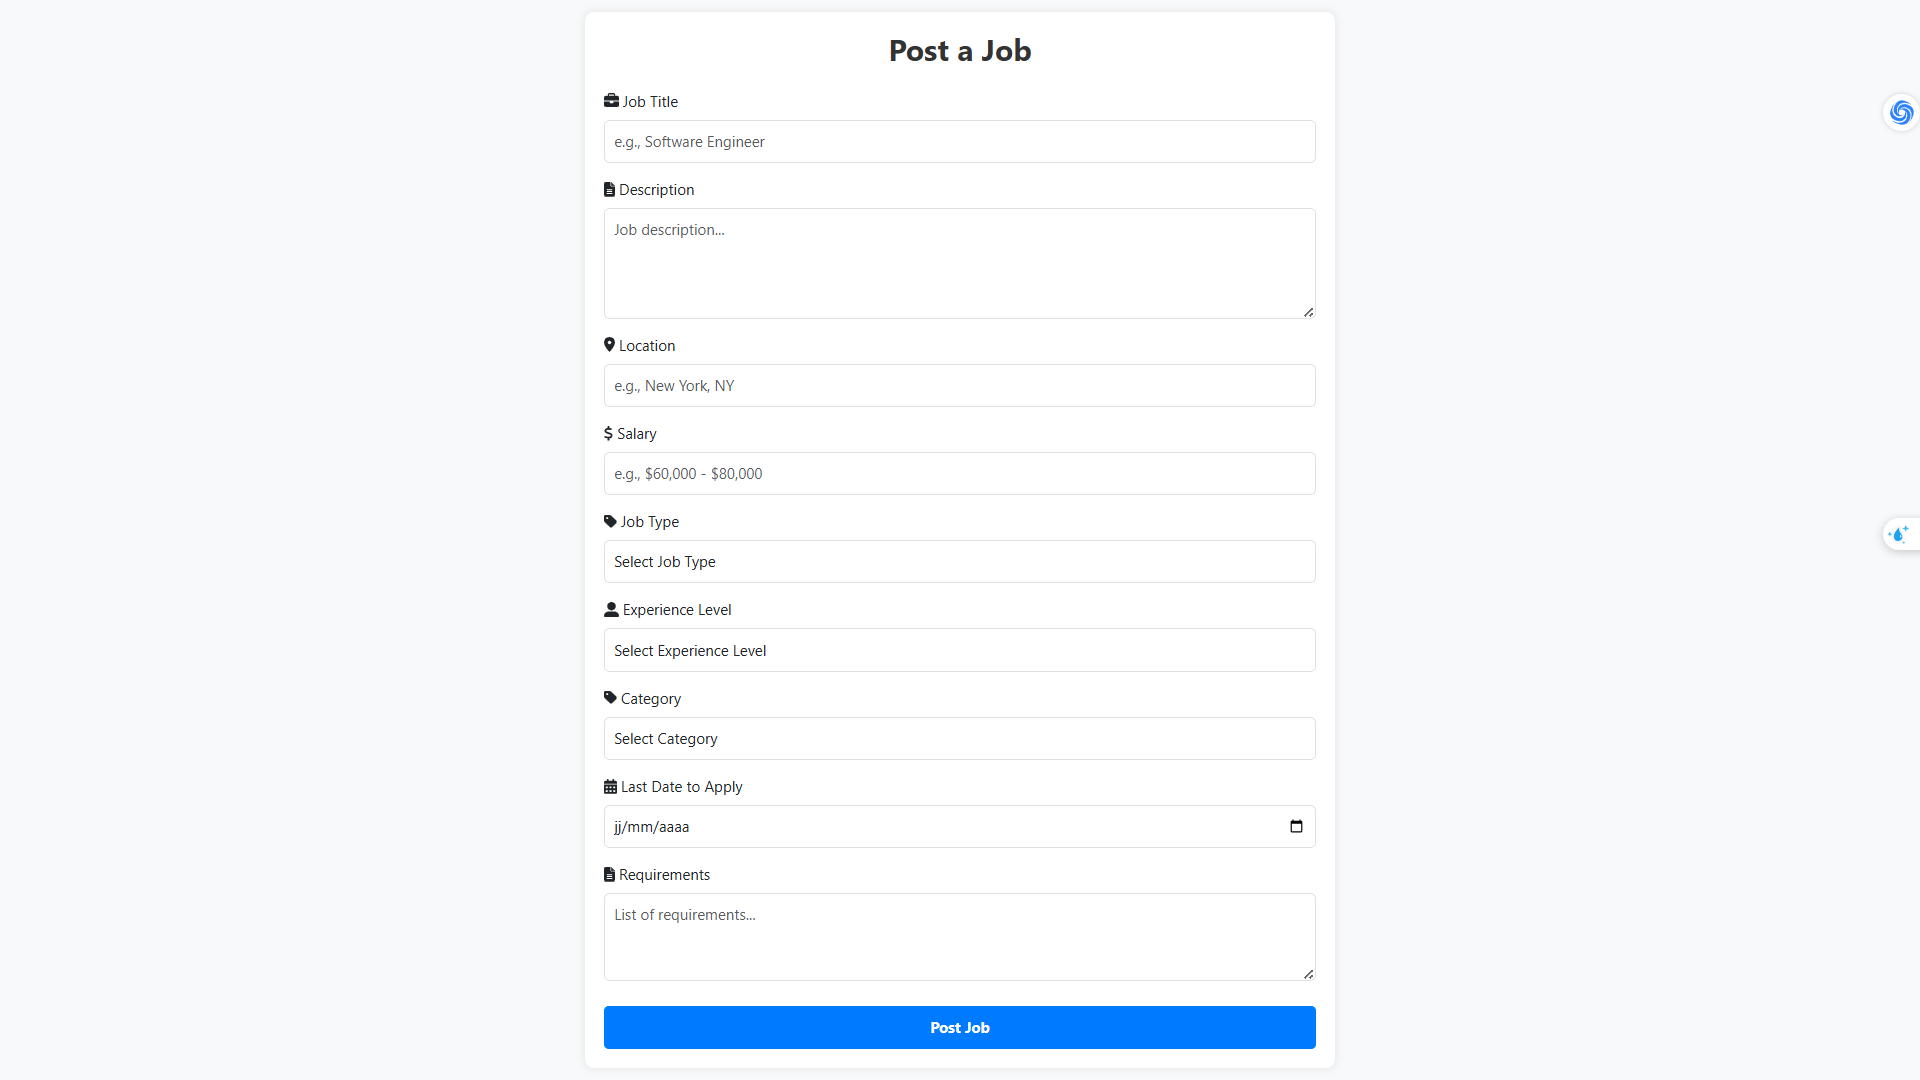 Post a Job
Job Title
e.g., Software Engineer
Description
Job description...
Location
e.g., New York, NY
Salary
e.g., $60,000 - $80,000
Job Type
Select Job Type
Experience Level
Select Experience Level
Category
Select Category
Last Date to Apply
jj/mm/aaaa
Requirements
List of requirements...
Post Job